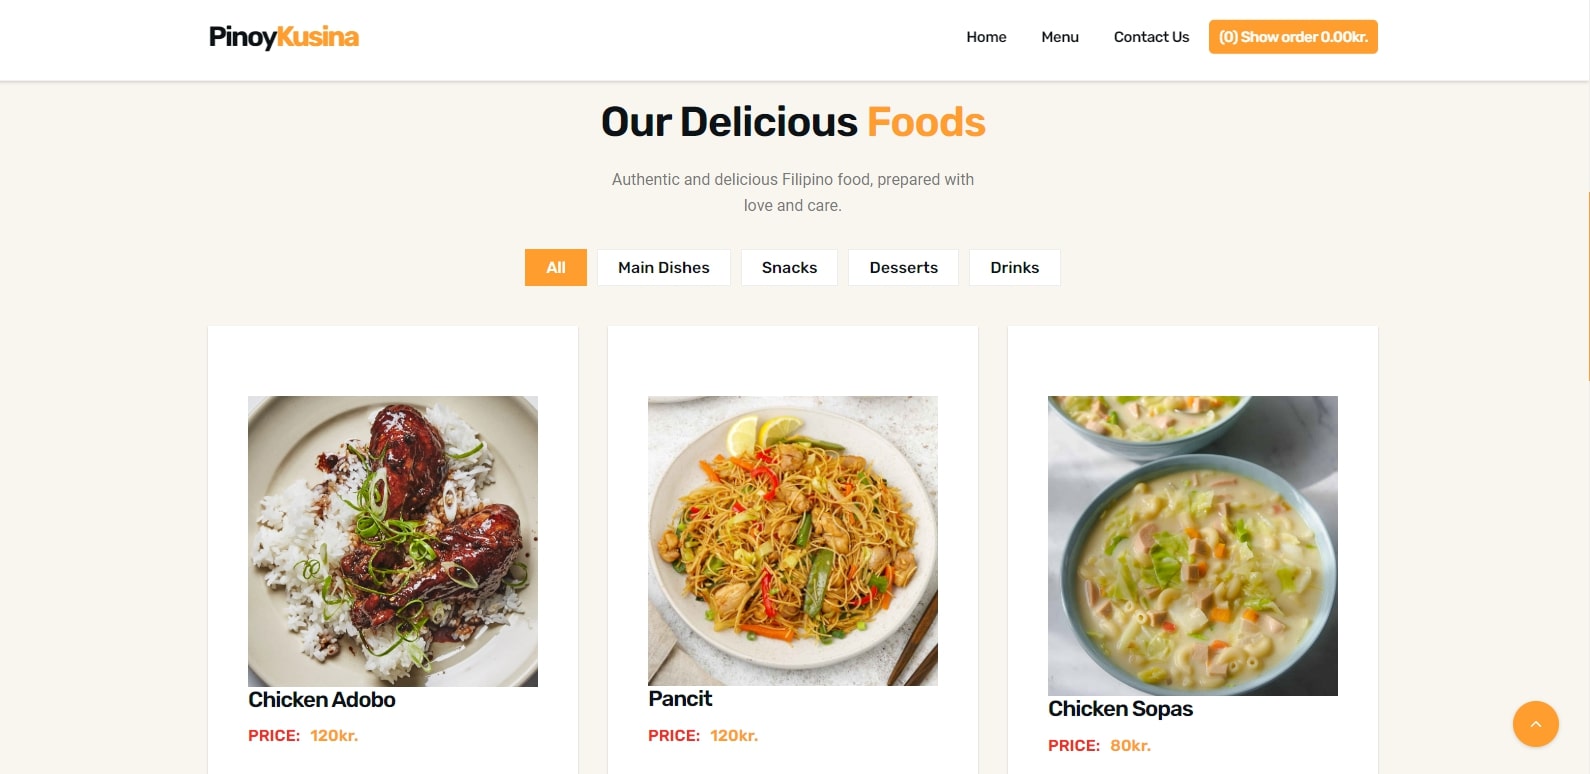 PinoyKusina
Home Menu Contact Us (0) Show order 0.00kr.
Our Delicious Foods
Authentic and delicious Filipino food, prepared with
love and care.
All Main Dishes Snacks Desserts Drinks
Chicken Adobo
PRICE: 120kr.
Pancit
PRICE: 120kr.
Chicken Sopas
PRICE: 80kr.